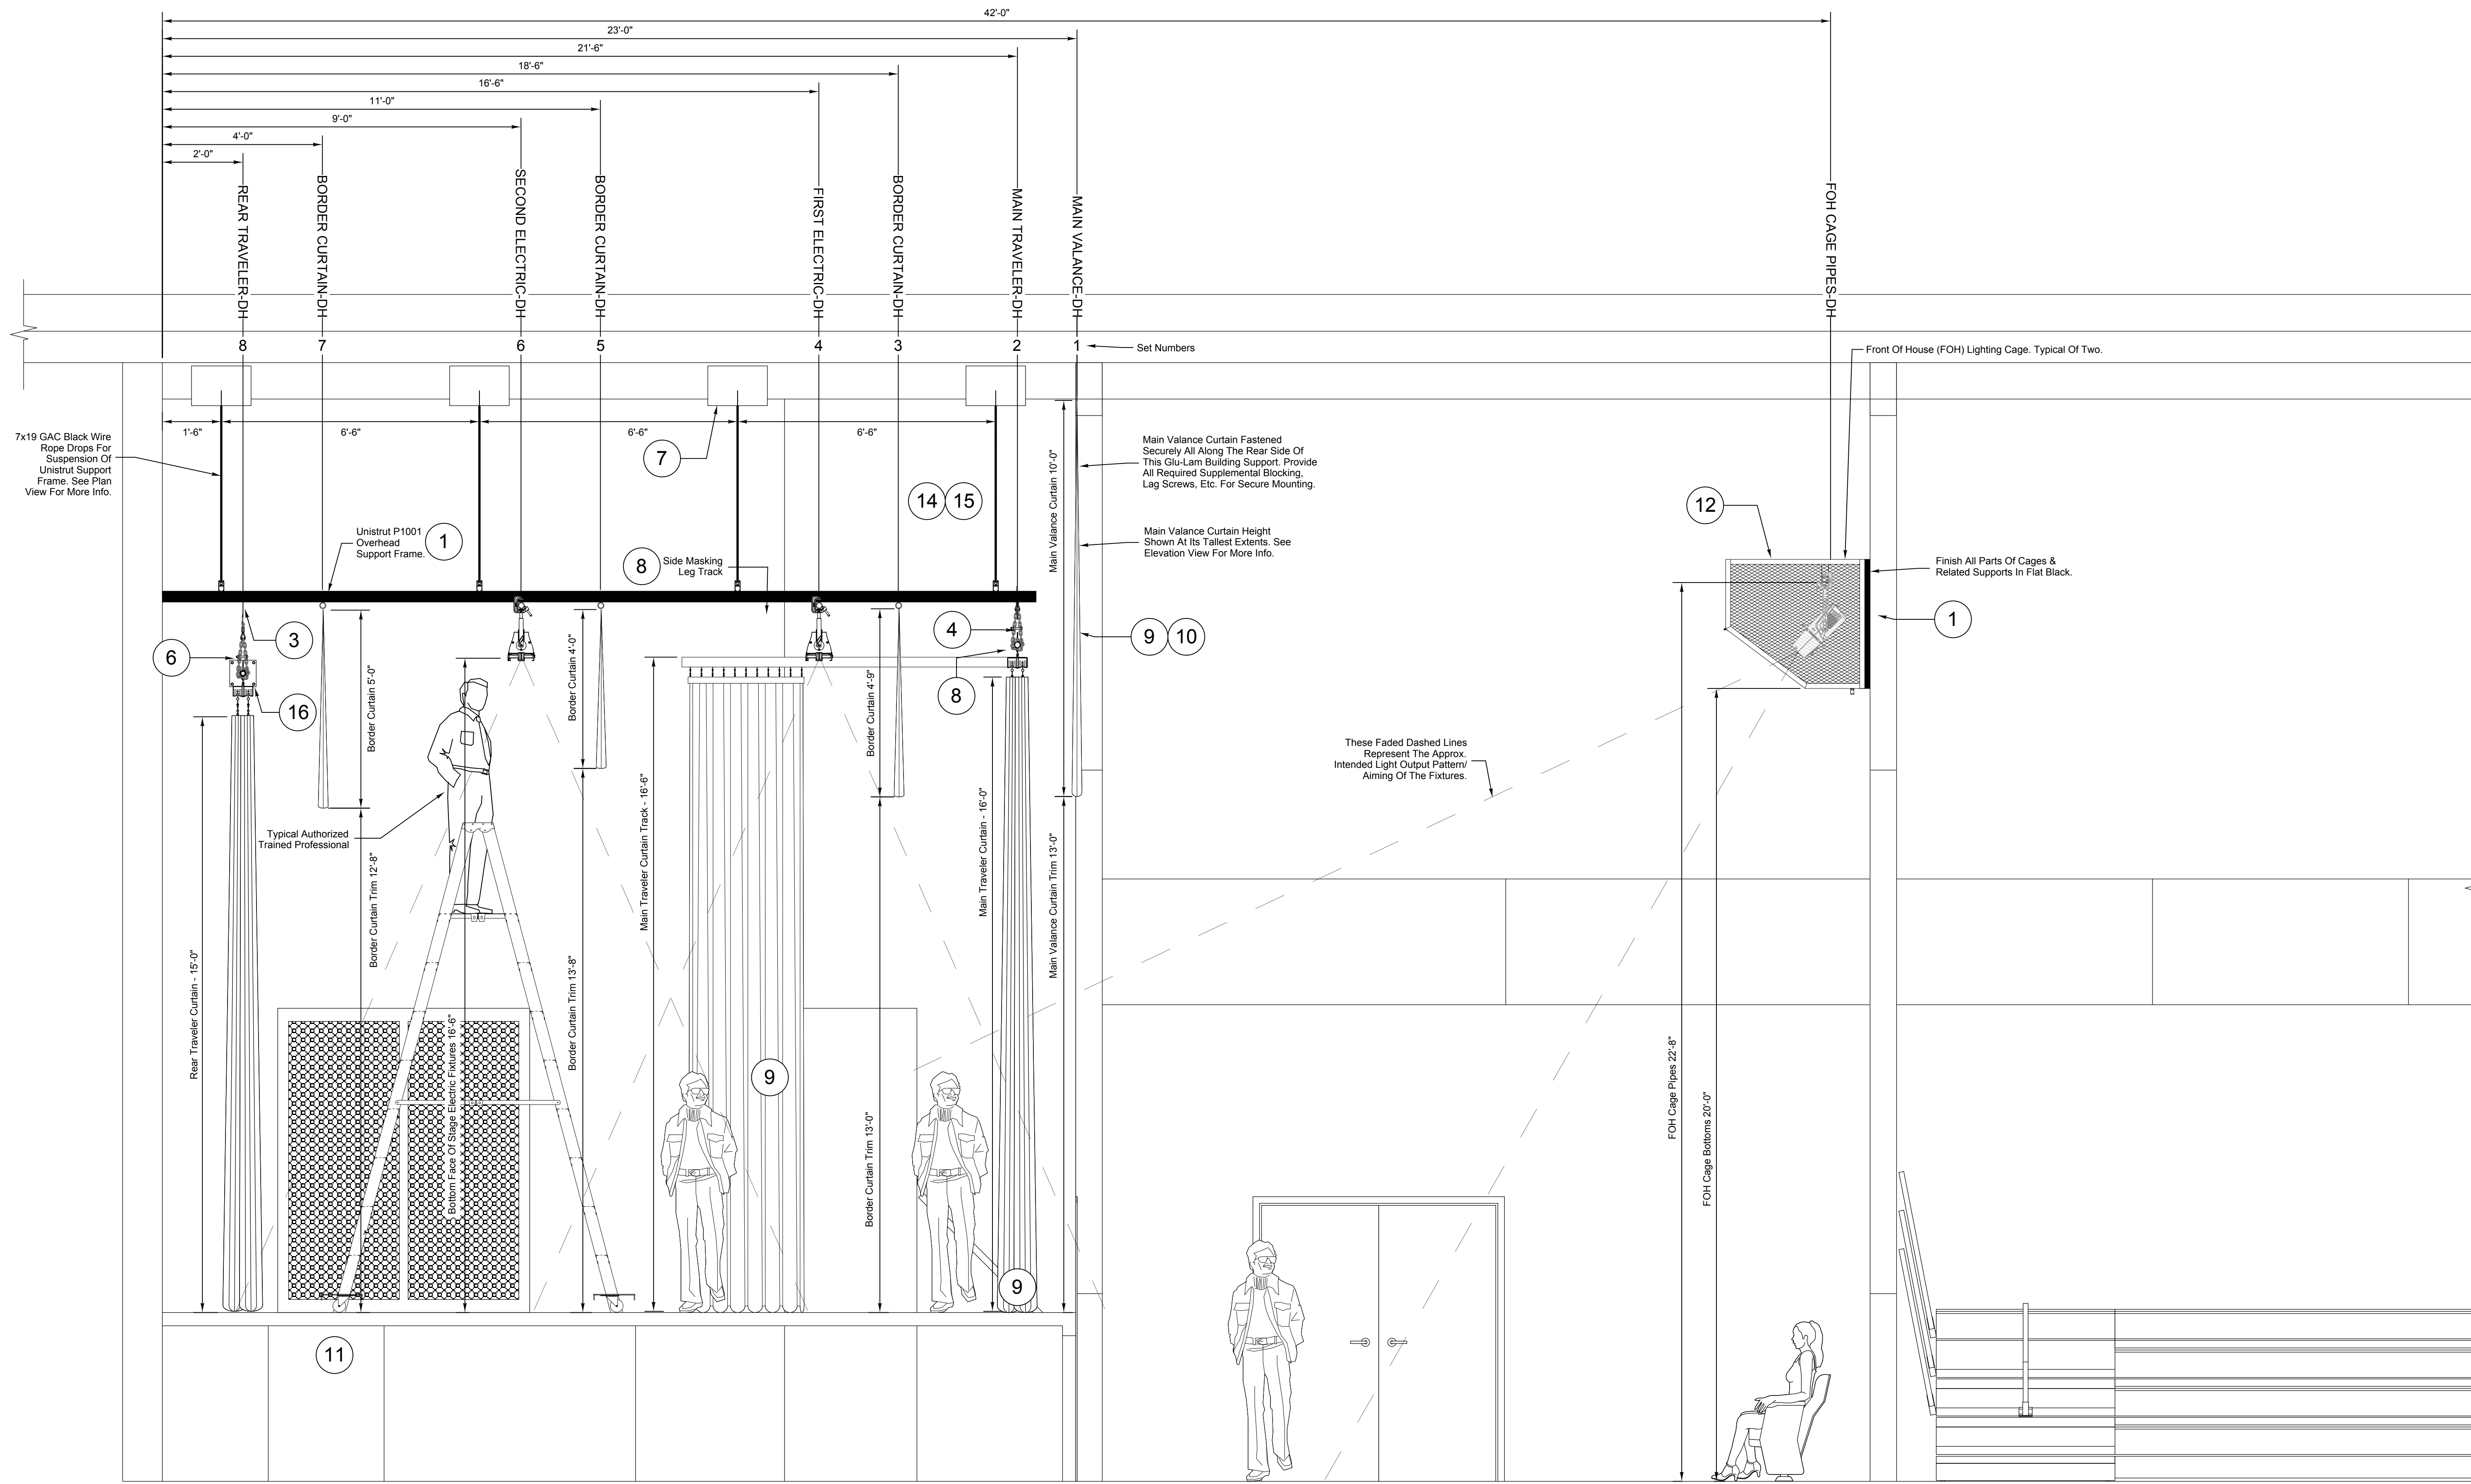 42'-0"
23'-0"
21'-6"
18'-6"
16'-6"
11'-0"
9'-0"
4'-0"
2'-0"
REAR TRAVELER-DH
BORDER CURTAIN-DH
SECOND ELECTRIC-DH
BORDER CURTAIN-DH
FIRST ELECTRIC-DH
BORDER CURTAIN-DH
MAIN TRAVELER-DH
MAIN VALANCE-DH
FOH CAGE PIPES-DH
8
7
6
5
4
3
2
1
Set Numbers
Front Of House (FOH) Lighting Cage. Typical Of Two.
1'-6"
6'-6"
6'-6"
6'-6"
7x19 GAC Black Wire
Rope Drops For
Suspension Of
Unistrut Support
Frame. See Plan
View For More Info.
7
Main Valance Curtain 10'-0"
Main Valance Curtain Fastened
Securely All Along The Rear Side Of
This Glu-Lam Building Support. Provide
All Required Supplemental Blocking,
Lag Screws, Etc. For Secure Mounting.
14
15
12
Unistrut P1001
Overhead
Support Frame.
1
8
Side Masking
Leg Track
Main Valance Curtain Height
Shown At Its Tallest Extents. See
Elevation View For More Info.
Finish All Parts Of Cages &
Related Supports In Flat Black.
1
3
6
16
4
8
9
10
Border Curtain 5'-0"
Border Curtain 4'-0"
Border Curtain 4'-9"
These Faded Dashed Lines
Represent The Approx.
Intended Light Output Pattern/
Aiming Of The Fixtures.
Typical Authorized
Trained Professional
Rear Traveler Curtain - 15'-0"
Border Curtain Trim 12'-8"
Bottom Face Of Stage Electric Fixtures 16'-6"
Border Curtain Trim 13'-8"
Main Traveler Curtain Track - 16'-6"
Border Curtain Trim 13'-0"
Main Traveler Curtain - 16'-0"
Main Valance Curtain Trim 13'-0"
FOH Cage Pipes 22'-8"
FOH Cage Bottoms 20'-0"
9
9
11